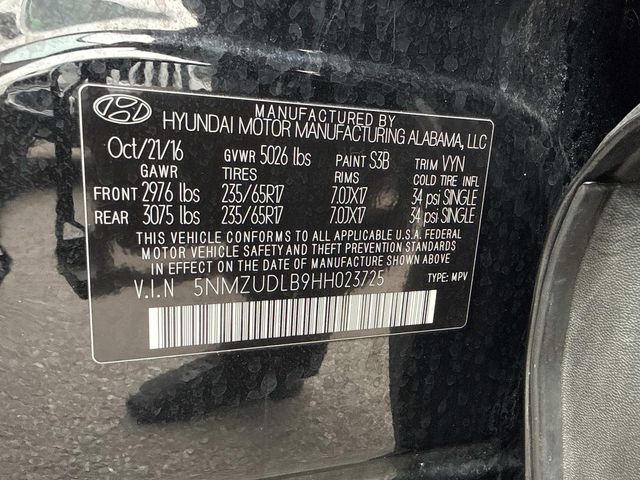 MANUFACTURED BY
HYUNDAI MOTOR MANUFACTURING ALABAMA, LLC
Oct/21/16 GVWR 5026 lbs PAINT S3B TRIM VYN
GAWR TIRES RIMS COLD TIRE INFL
FRONT 2976 lbs 235/65R17 7.0JX17 34 psi SINGLE
REAR 3075 lbs 235/65R17 7.0JX17 34 psi SINGLE
THIS VEHICLE CONFORMS TO ALL APPLICABLE U.S.A. FEDERAL
MOTOR VEHICLE SAFETY AND THEFT PREVENTION STANDARDS
IN EFFECT ON THE DATE OF MANUFACTURE SHOWN ABOVE.
V.I.N 5NMZUDLB9HH023725 TYPE: MPV